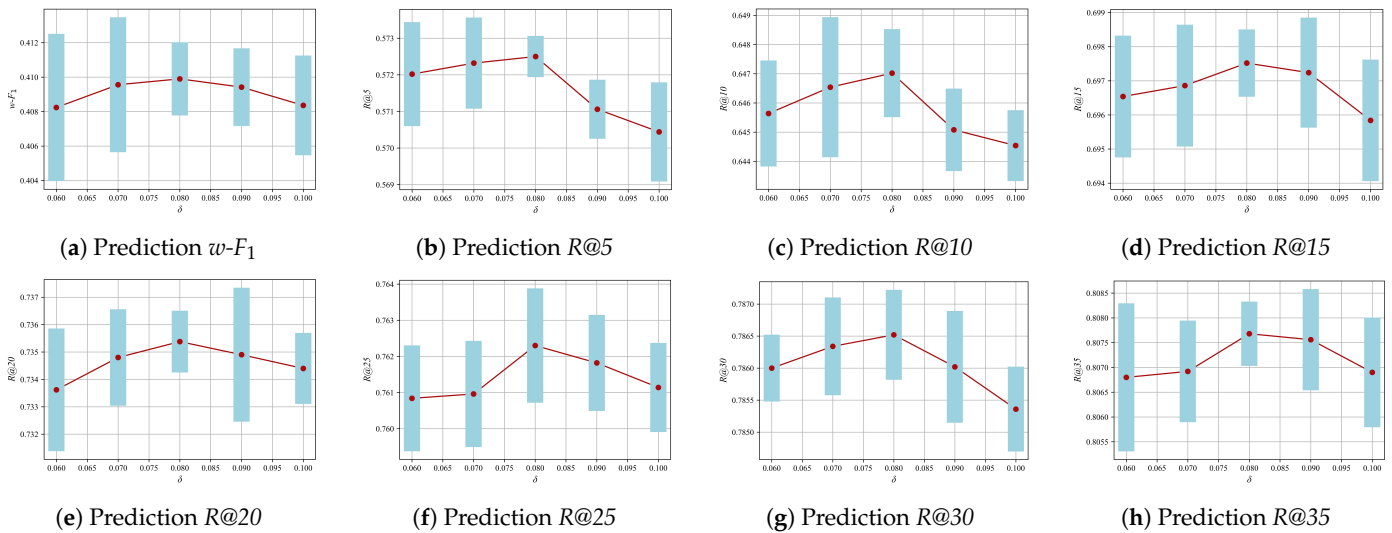 0.412
0.410
0.408
0.406
0.404
w-F1
0.060 0.065 0.070 0.075 0.080 0.085 0.090 0.095 0.100
δ
(a) Prediction w-F1
0.573
0.572
0.571
0.570
0.569
R@5
0.060 0.065 0.070 0.075 0.080 0.085 0.090 0.095 0.100
δ
(b) Prediction R@5
0.649
0.648
0.647
0.646
0.645
0.644
R@10
0.060 0.065 0.070 0.075 0.080 0.085 0.090 0.095 0.100
δ
(c) Prediction R@10
0.699
0.698
0.697
0.696
0.695
0.694
R@15
0.060 0.065 0.070 0.075 0.080 0.085 0.090 0.095 0.100
δ
(d) Prediction R@15
0.737
0.736
0.735
0.734
0.733
0.732
R@20
0.060 0.065 0.070 0.075 0.080 0.085 0.090 0.095 0.100
δ
(e) Prediction R@20
0.764
0.763
0.762
0.761
0.760
R@25
0.060 0.065 0.070 0.075 0.080 0.085 0.090 0.095 0.100
δ
(f) Prediction R@25
0.7870
0.7865
0.7860
0.7855
0.7850
R@30
0.060 0.065 0.070 0.075 0.080 0.085 0.090 0.095 0.100
δ
(g) Prediction R@30
0.8085
0.8080
0.8075
0.8070
0.8065
0.8060
0.8055
R@35
0.060 0.065 0.070 0.075 0.080 0.085 0.090 0.095 0.100
δ
(h) Prediction R@35